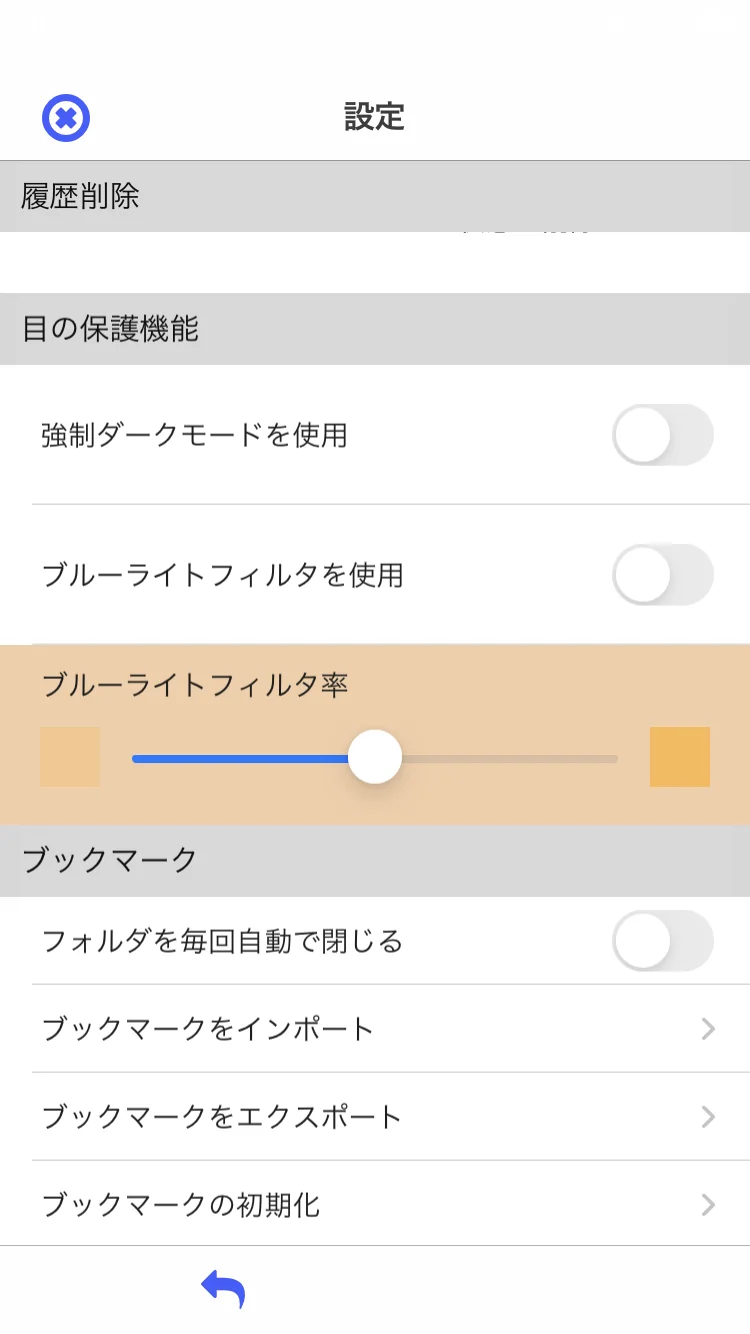 設定
履歴削除
目の保護機能
強制ダークモードを使用
ブルーライトフィルタを使用
ブルーライトフィルタ率
ブックマーク
フォルダを毎回自動で閉じる
ブックマークをインポート
ブックマークをエクスポート
ブックマークの初期化